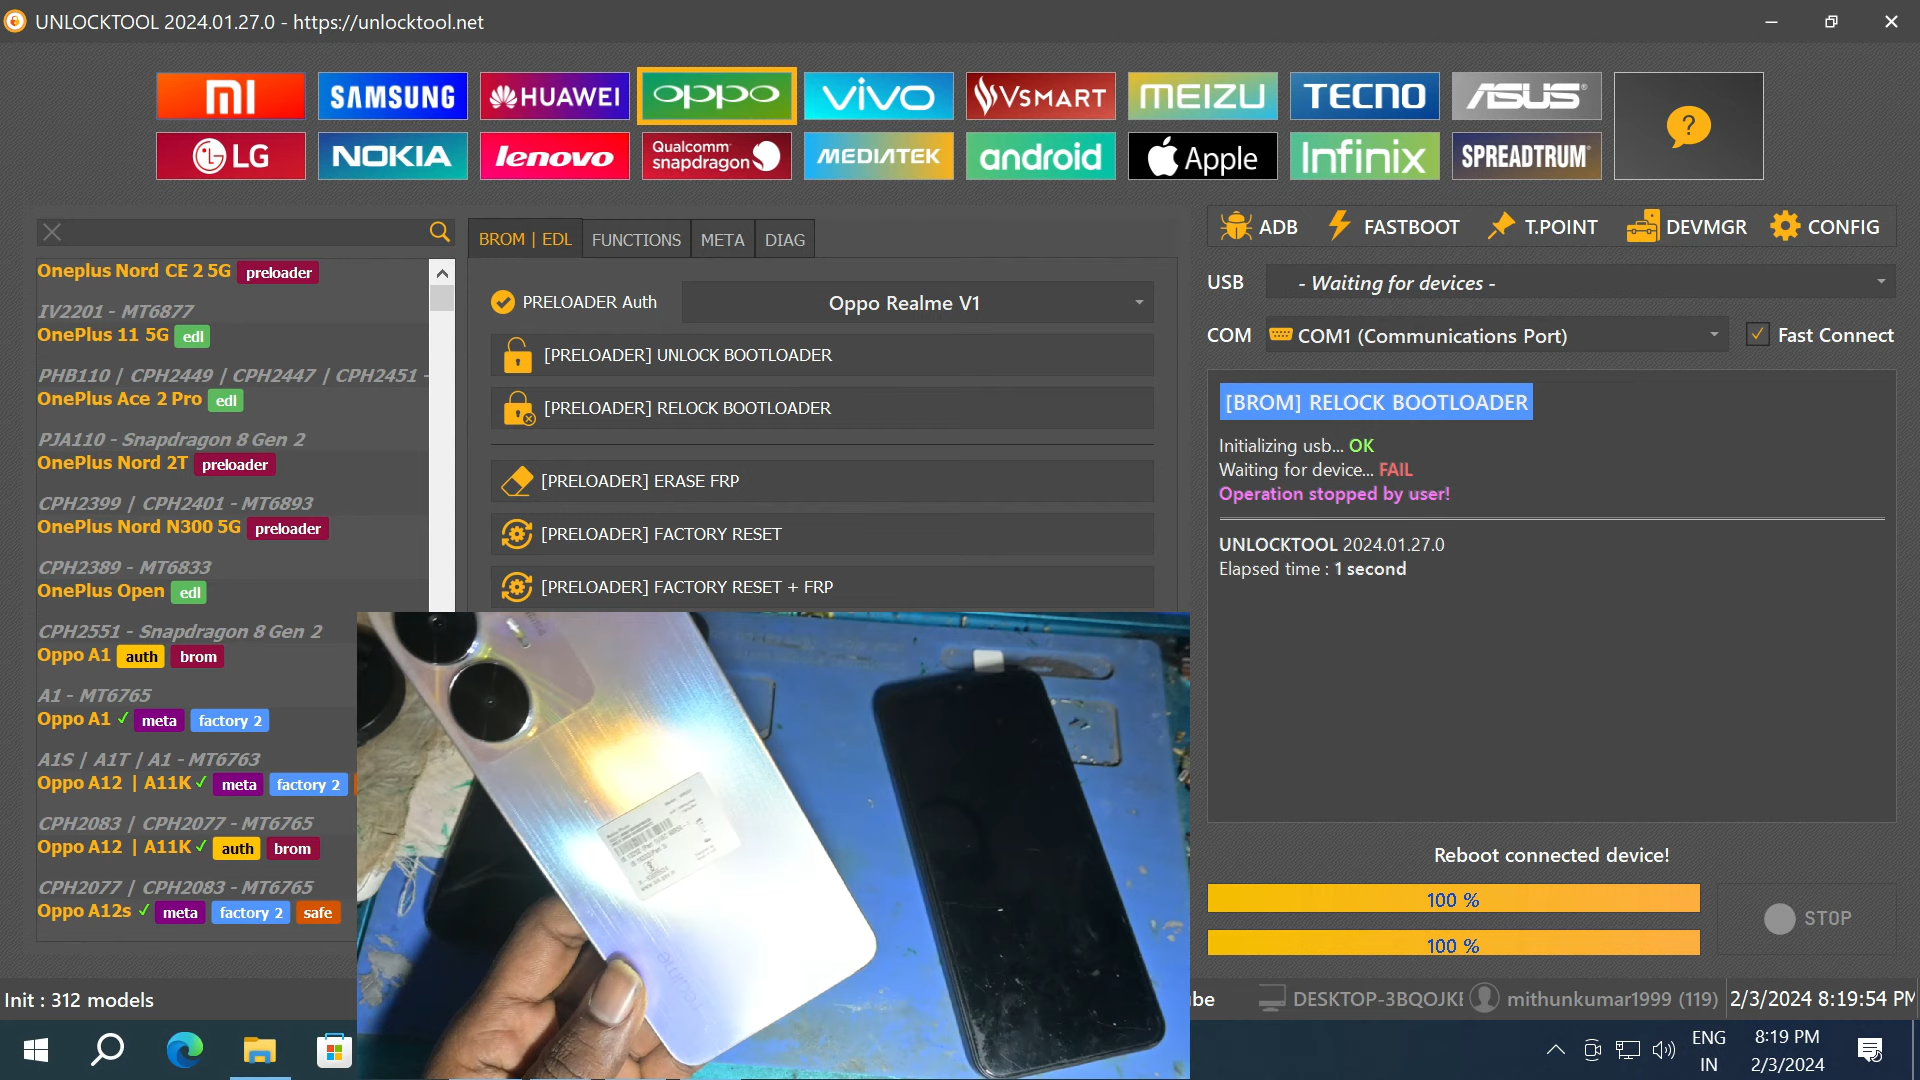 UNLOCKTOOL 2024.01.27.0 - https://unlocktool.net
mi SAMSUNG HUAWEI oppo vivo VSMART MEIZU TECNO ASUS ?
LG NOKIA lenovo Qualcomm snapdragon MEDIATEK android Apple Infinix SPREADTRUM
BROM | EDL FUNCTIONS META DIAG
ADB FASTBOOT T.POINT DEVMGR CONFIG
Oneplus Nord CE 2 5G preloader
IV2201 - MT6877
OnePlus 11 5G edl
PHB110 | CPH2449 | CPH2447 | CPH2451 -
OnePlus Ace 2 Pro edl
PJA110 - Snapdragon 8 Gen 2
OnePlus Nord 2T preloader
CPH2399 | CPH2401 - MT6893
OnePlus Nord N300 5G preloader
CPH2389 - MT6833
OnePlus Open edl
CPH2551 - Snapdragon 8 Gen 2
Oppo A1 auth brom
A1 - MT6765
Oppo A1 ✓ meta factory 2
A1S | A1T | A1 - MT6763
Oppo A12 | A11K ✓ meta factory 2
CPH2083 | CPH2077 - MT6765
Oppo A12 | A11K ✓ auth brom
CPH2077 | CPH2083 - MT6765
Oppo A12s ✓ meta factory 2 safe
PRELOADER Auth Oppo Realme V1
[PRELOADER] UNLOCK BOOTLOADER
[PRELOADER] RELOCK BOOTLOADER
[PRELOADER] ERASE FRP
[PRELOADER] FACTORY RESET
[PRELOADER] FACTORY RESET + FRP
realme
USB - Waiting for devices -
COM COM1 (Communications Port) Fast Connect
[BROM] RELOCK BOOTLOADER
Initializing usb... OK
Waiting for device... FAIL
Operation stopped by user!
UNLOCKTOOL 2024.01.27.0
Elapsed time : 1 second
Reboot connected device!
100 %
100 %
STOP
Init : 312 models
be DESKTOP-3BQOJKI mithunkumar1999 (119) 2/3/2024 8:19:54 PM
ENG
IN
8:19 PM
2/3/2024